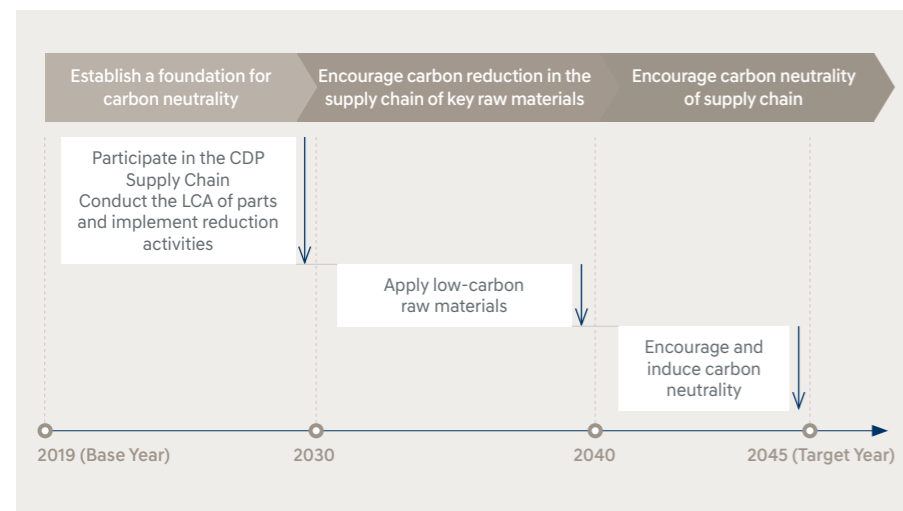 Establish a foundation for
carbon neutrality
Encourage carbon reduction in the
supply chain of key raw materials
Encourage carbon neutrality
of supply chain
Participate in the CDP
Supply Chain
Conduct the LCA of parts
and implement reduction
activities
Apply low-carbon
raw materials
Encourage and
induce carbon
neutrality
2019 (Base Year)
2030
2040
2045 (Target Year)